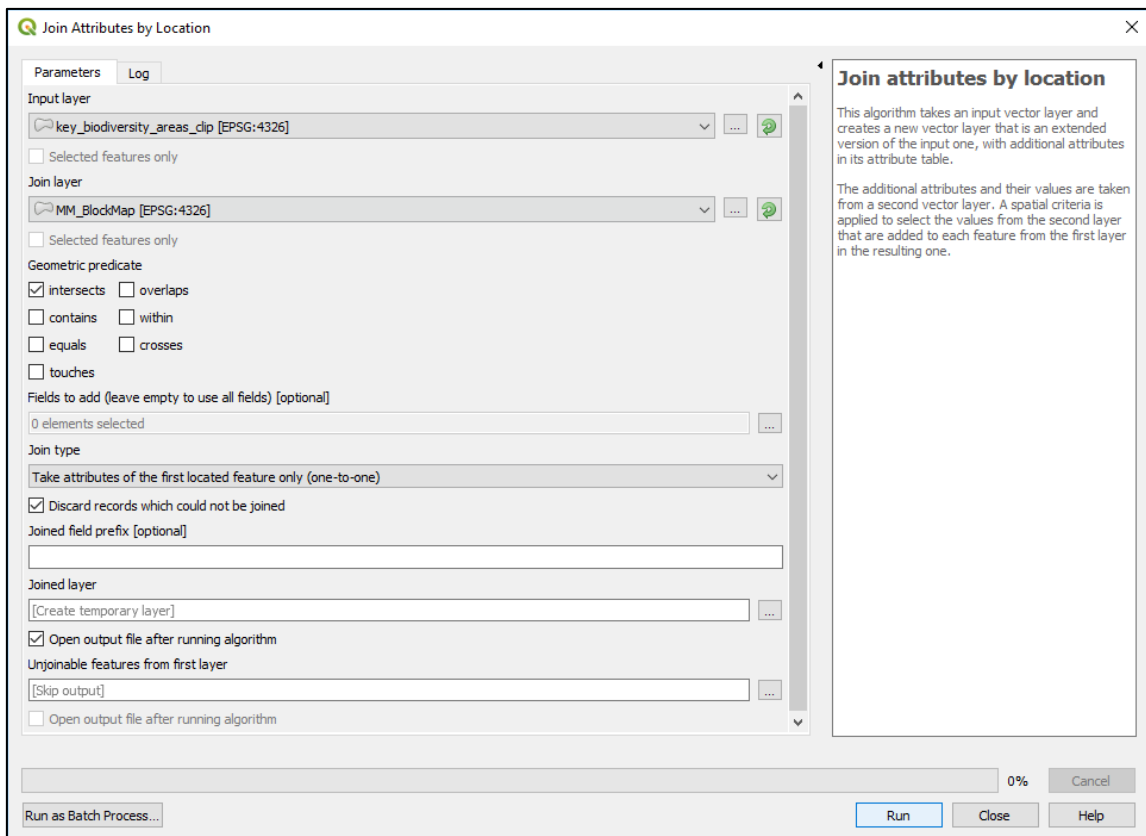 Join Attributes by Location
Parameters
Log
Input layer
key_biodiversity_areas_clip [EPSG:4326]
...
Selected features only
Join layer
MM_BlockMap [EPSG:4326]
...
Selected features only
Geometric predicate
intersects overlaps
contains within
equals crosses
touches
Fields to add (leave empty to use all fields) [optional]
0 elements selected
...
Join type
Take attributes of the first located feature only (one-to-one)
Discard records which could not be joined
Joined field prefix [optional]
Joined layer
[Create temporary layer]
...
Open output file after running algorithm
Unjoinable features from first layer
[Skip output]
...
Open output file after running algorithm
Join attributes by location
This algorithm takes an input vector layer and
creates a new vector layer that is an extended
version of the input one, with additional attributes
in its attribute table.
The additional attributes and their values are taken
from a second vector layer. A spatial criteria is
applied to select the values from the second layer
that are added to each feature from the first layer
in the resulting one.
0%
Cancel
Run as Batch Process...
Run
Close
Help